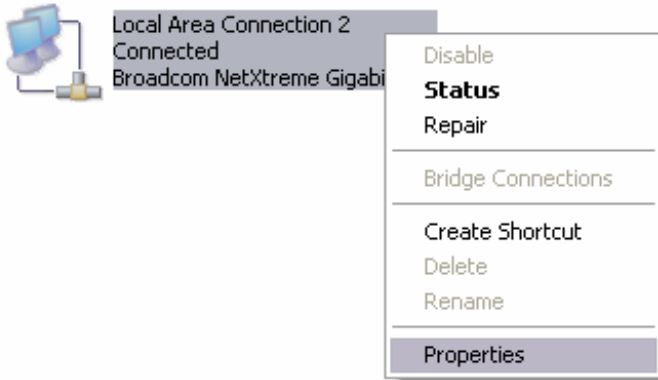 Local Area Connection 2
Connected
Broadcom NetXtreme Gigabi
Disable
Status
Repair
Bridge Connections
Create Shortcut
Delete
Rename
Properties